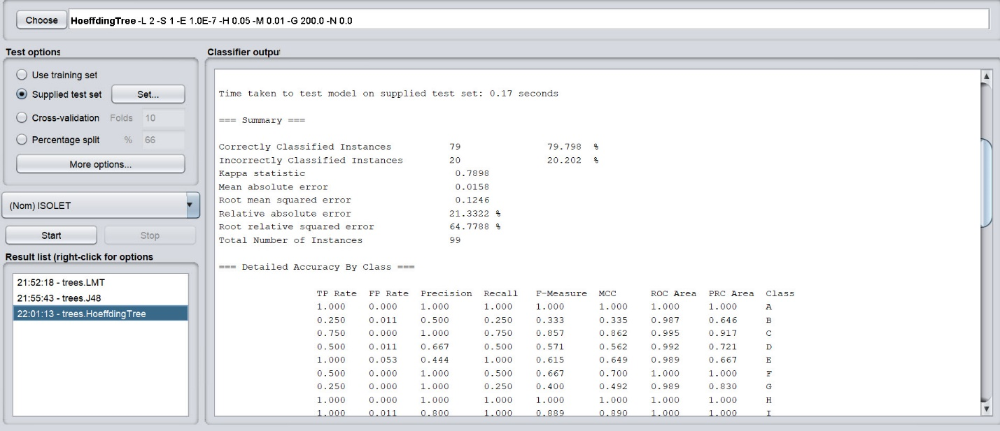 Choose HoeffdingTree -L 2 -S 1 -E 1.0E-7 -H 0.05 -M 0.01 -G 200.0 -N 0.0
Test options
Use training set
Supplied test set Set...
Cross-validation Folds 10
Percentage split % 66
More options...
(Nom) ISOLET
Start Stop
Result list (right-click for options
21:52:18 - trees.LMT
21:55:43 - trees.J48
22:01:13 - trees.HoeffdingTree
Classifier output
Time taken to test model on supplied test set: 0.17 seconds
=== Summary ===
Correctly Classified Instances 79 79.798 %
Incorrectly Classified Instances 20 20.202 %
Kappa statistic 0.7898
Mean absolute error 0.0158
Root mean squared error 0.1246
Relative absolute error 21.3322 %
Root relative squared error 64.7788 %
Total Number of Instances 99
=== Detailed Accuracy By Class ===
TP Rate FP Rate Precision Recall F-Measure MCC ROC Area PRC Area Class
1.000 0.000 1.000 1.000 1.000 1.000 1.000 1.000 A
0.250 0.011 0.500 0.250 0.333 0.335 0.987 0.646 B
0.750 0.000 1.000 0.750 0.857 0.862 0.995 0.917 C
0.500 0.011 0.667 0.500 0.571 0.562 0.992 0.721 D
1.000 0.053 0.444 1.000 0.615 0.649 0.989 0.667 E
0.500 0.000 1.000 0.500 0.667 0.700 1.000 1.000 F
0.250 0.000 1.000 0.250 0.400 0.492 0.989 0.830 G
1.000 0.000 1.000 1.000 1.000 1.000 1.000 1.000 H
1.000 0.011 0.800 1.000 0.889 0.890 1.000 1.000 I